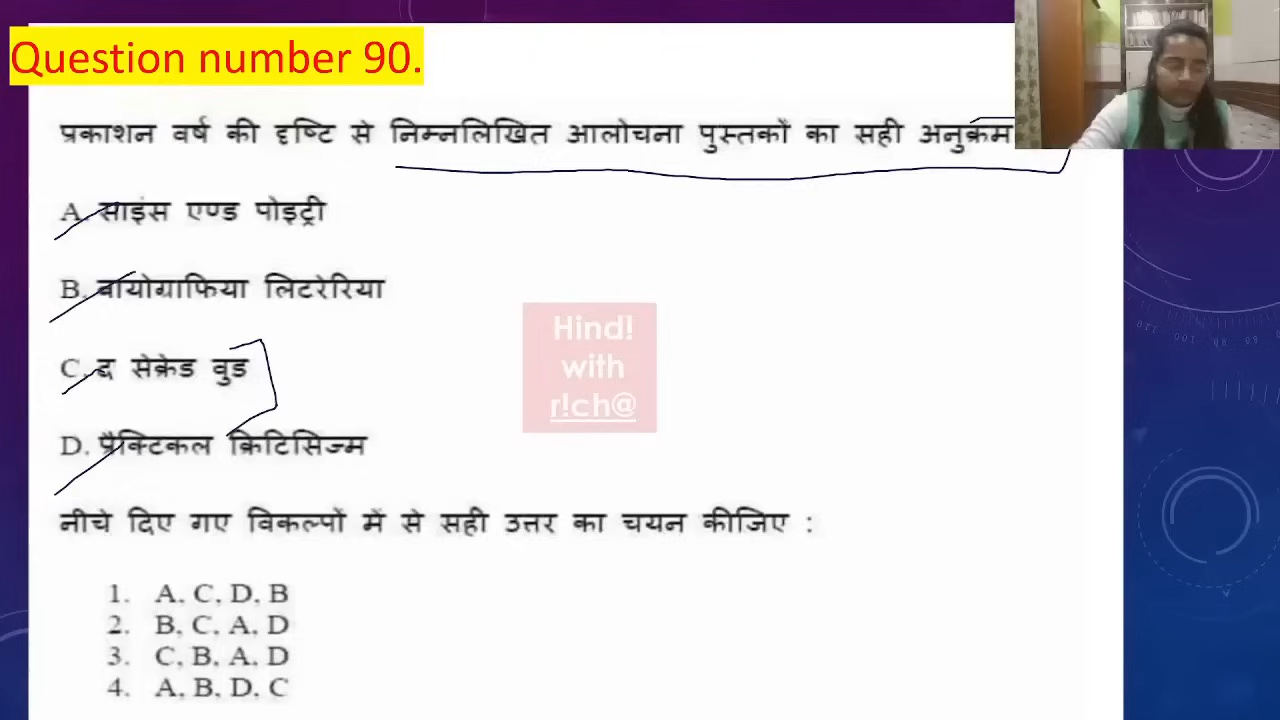 Question number 90.
प्रकाशन वर्ष की दृष्टि से निम्नलिखित आलोचना पुस्तकों का सही अनुक्रम
A. साइंस एण्ड पोइट्री
B. बायोग्राफिया लिटरेरिया
C. द सेक्रेड वुड
D. प्रैक्टिकल क्रिटिसिज्म
Hind!
with
r!ch@
नीचे दिए गए विकल्पों में से सही उत्तर का चयन कीजिए :
1. A, C, D, B
2. B, C, A, D
3. C, B, A, D
4. A, B, D, C